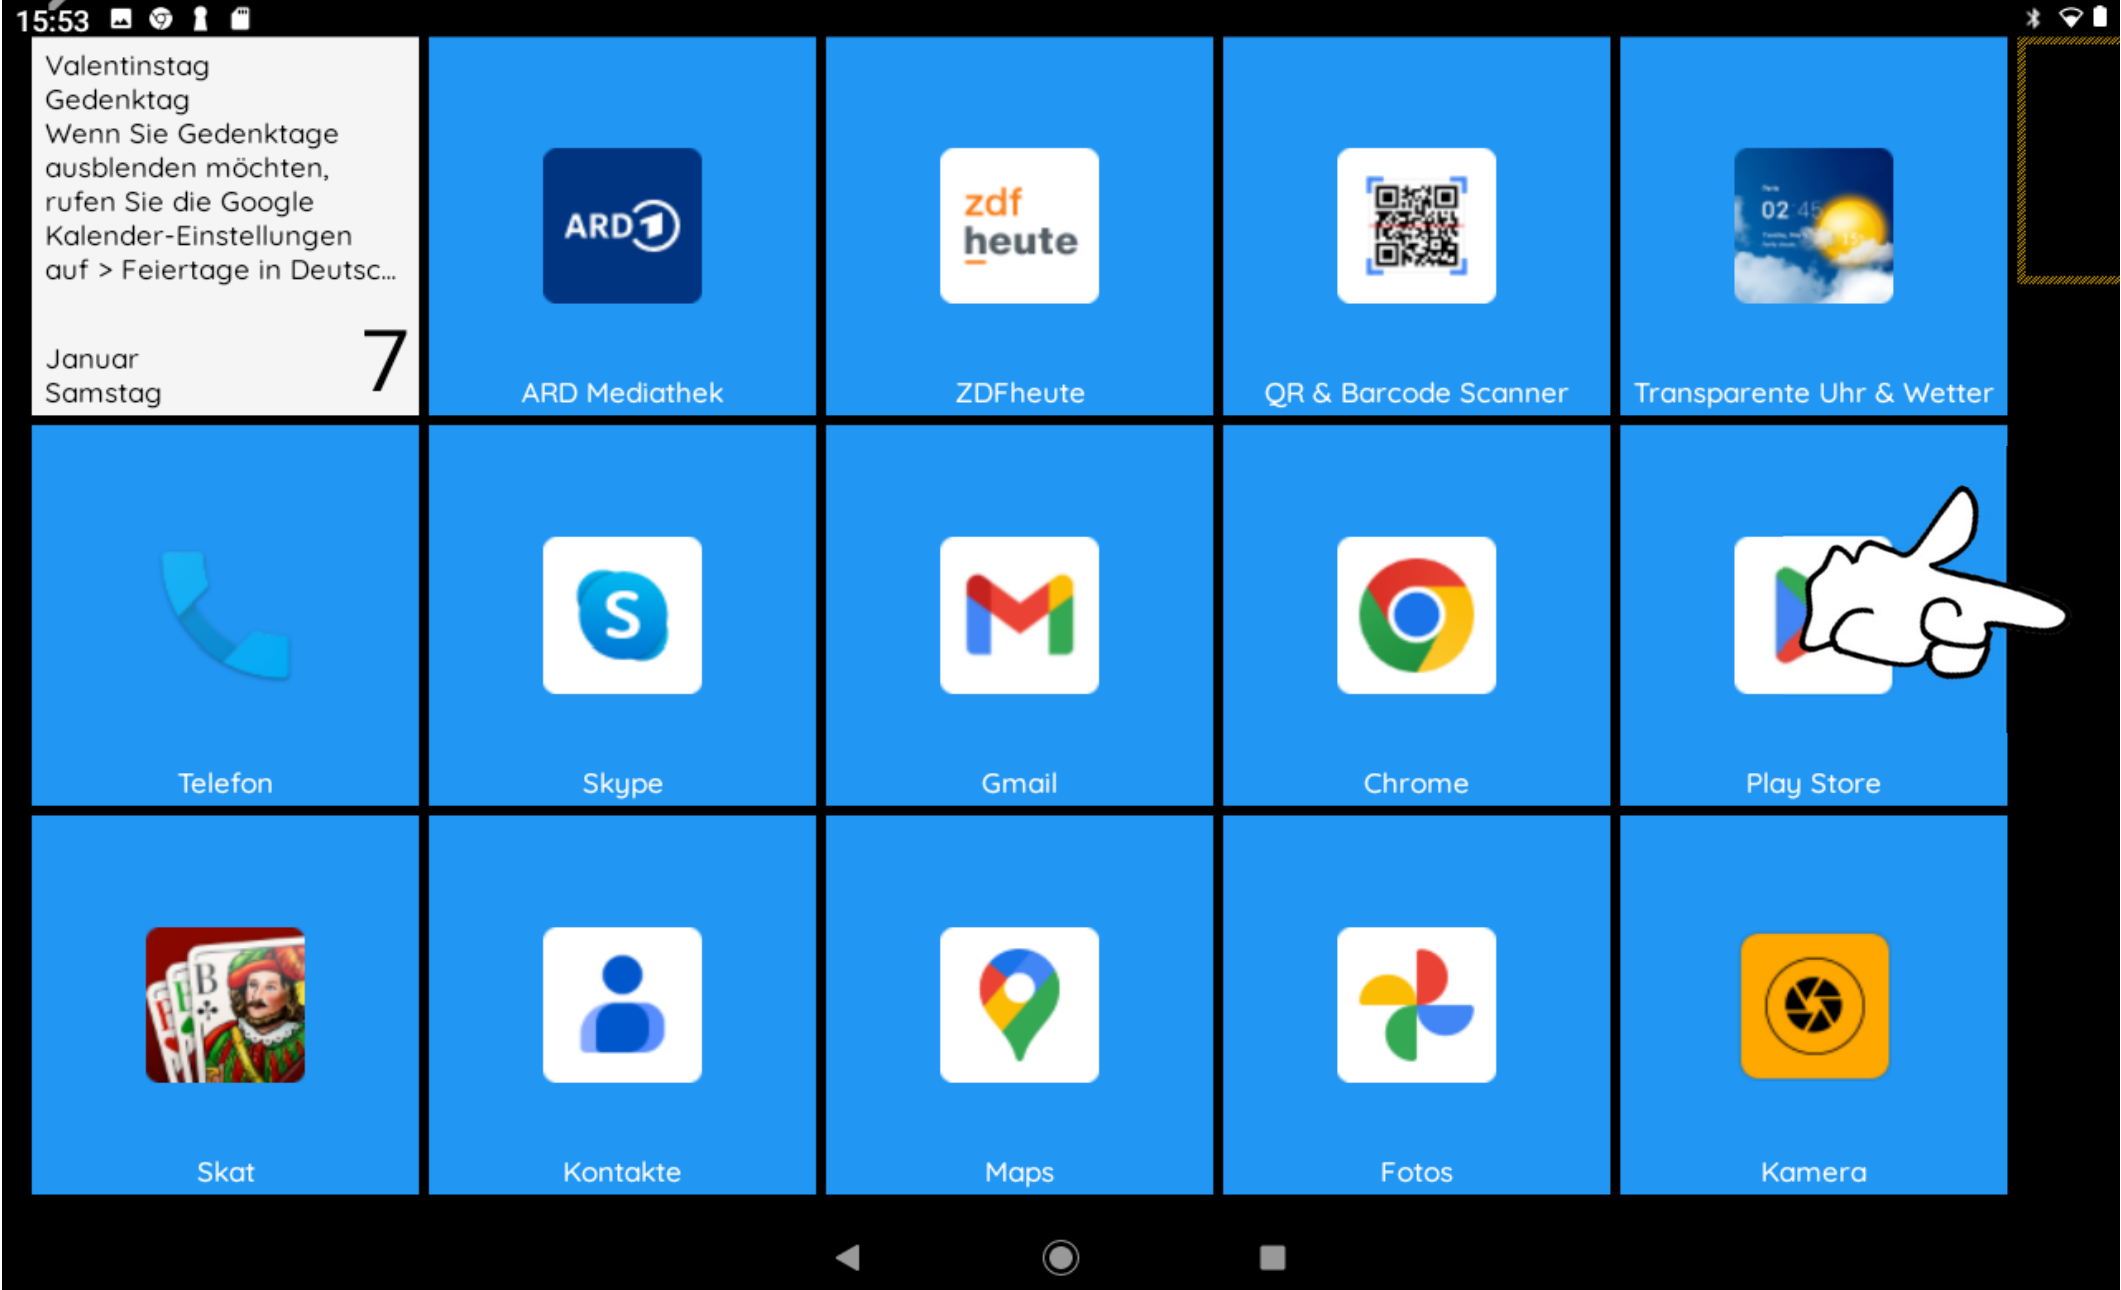 15:53
Valentinstag
Gedenktag
Wenn Sie Gedenktage
ausblenden möchten,
rufen Sie die Google
Kalender-Einstellungen
auf > Feiertage in Deutsc...
Januar
Samstag
7
ARD 1
ARD Mediathek
zdf
heute
ZDFheute
QR & Barcode Scanner
02:45
Transparente Uhr & Wetter
Telefon
S
Skype
Gmail
Chrome
Play Store
B
Skat
Kontakte
Maps
Fotos
Kamera